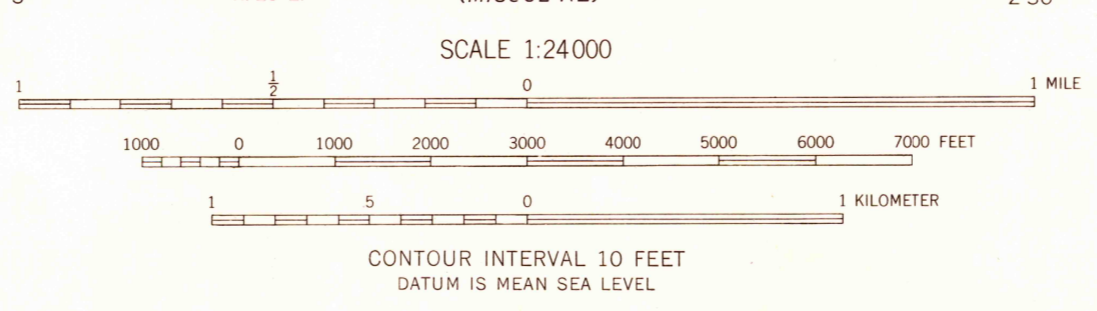 SCALE 1:24000
1 1/2 0 1 MILE
1000 0 1000 2000 3000 4000 5000 6000 7000 FEET
1 .5 0 1 KILOMETER
CONTOUR INTERVAL 10 FEET
DATUM IS MEAN SEA LEVEL